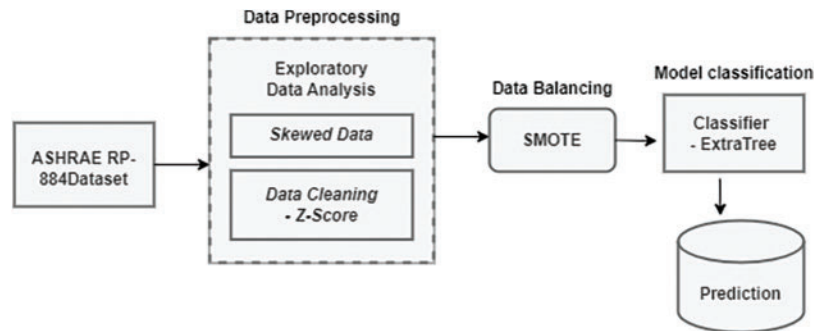 Data Preprocessing
Exploratory
Data Analysis
Skewed Data
Data Cleaning
- Z-Score
ASHRAE RP-
884Dataset
Data Balancing
SMOTE
Model classification
Classifier
- ExtraTree
Prediction